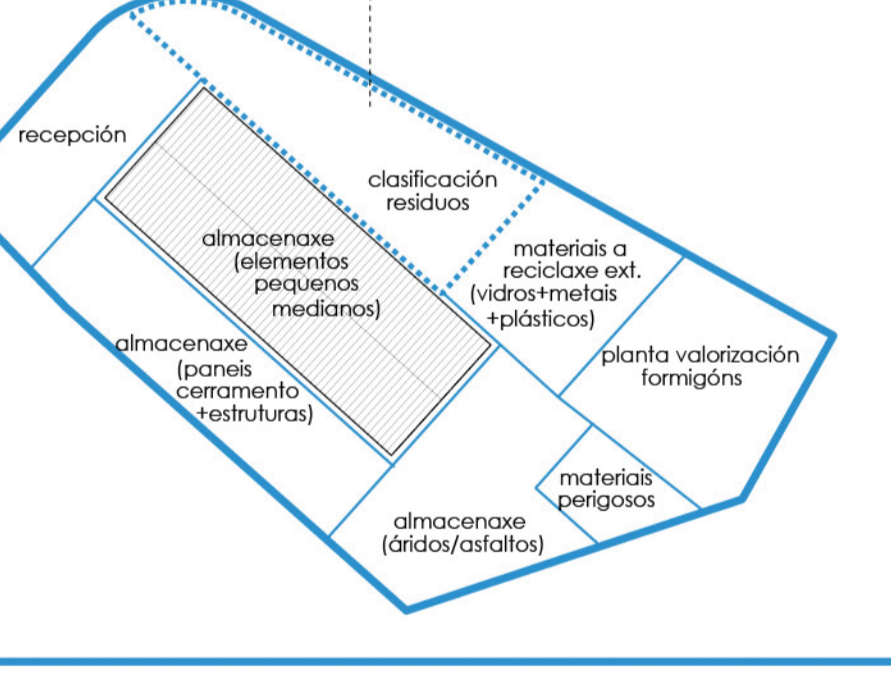 recepción
clasificación
residuos
almacenaxe
(elementos
pequenos
medianos)
materiais a
reciclaxe ext.
(vidros+metais
+plásticos)
almacenaxe
(paneis
cerramento
+estruturas)
planta valorización
formigóns
materiais
perigosos
almacenaxe
(áridos/asfaltos)